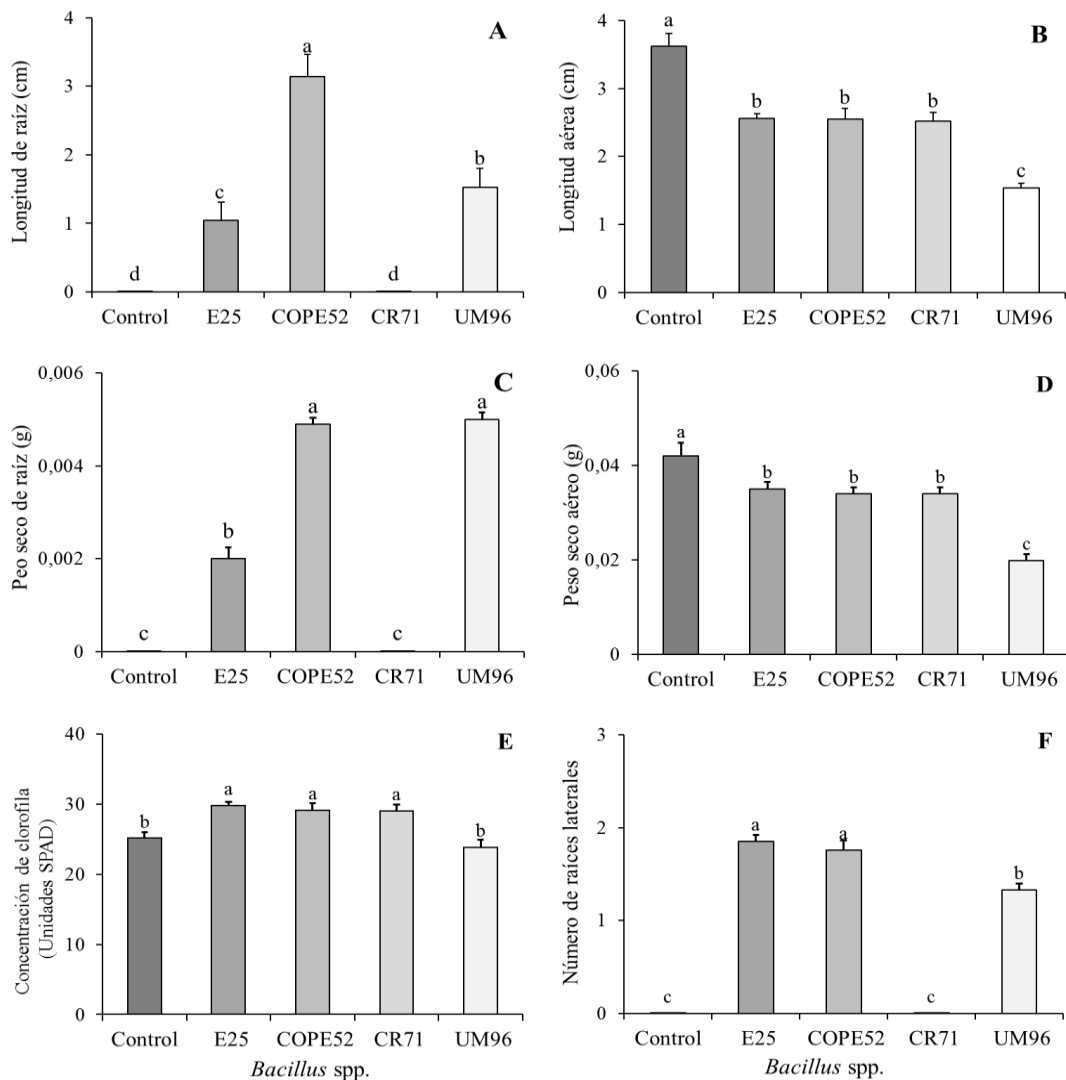 A
Longitud de raíz (cm)
4
3
2
1
0
d
c
a
d
b
Control E25 COPE52 CR71 UM96
B
Longitud aérea (cm)
4
3
2
1
0
a
b
b
b
c
Control E25 COPE52 CR71 UM96
C
Peo seco de raíz (g)
0,006
0,004
0,002
0
c
b
a
c
a
Control E25 COPE52 CR71 UM96
D
Peso seco aéreo (g)
0,06
0,04
0,02
0
a
b
b
b
c
Control E25 COPE52 CR71 UM96
E
Concentración de clorofila
(Unidades SPAD)
40
30
20
10
0
b
a
a
a
b
Control E25 COPE52 CR71 UM96
Bacillus spp.
F
Número de raíces laterales
3
2
1
0
c
a
a
c
b
Control E25 COPE52 CR71 UM96
Bacillus spp.